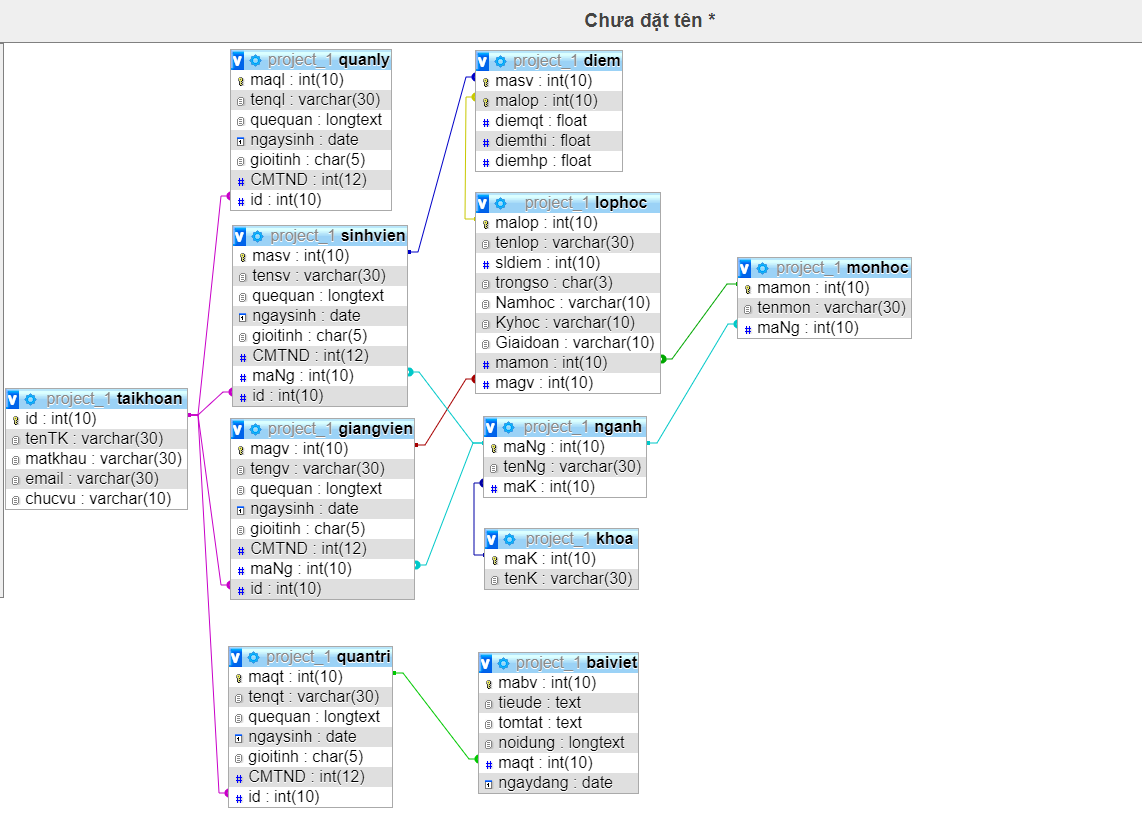 Chưa đặt tên *
project_1 quanly
maql : int(10)
tenql : varchar(30)
quequan : longtext
ngaysinh : date
gioitinh : char(5)
CMTND : int(12)
id : int(10)
project_1 sinhvien
masv : int(10)
tensv : varchar(30)
quequan : longtext
ngaysinh : date
gioitinh : char(5)
CMTND : int(12)
maNg : int(10)
id : int(10)
project_1 taikhoan
id : int(10)
tenTK : varchar(30)
matkhau : varchar(30)
email : varchar(30)
chucvu : varchar(10)
project_1 giangvien
magv : int(10)
tengv : varchar(30)
quequan : longtext
ngaysinh : date
gioitinh : char(5)
CMTND : int(12)
maNg : int(10)
id : int(10)
project_1 quantri
maqt : int(10)
tenqt : varchar(30)
quequan : longtext
ngaysinh : date
gioitinh : char(5)
CMTND : int(12)
id : int(10)
project_1 diem
masv : int(10)
malop : int(10)
diemqt : float
diemthi : float
diemhp : float
project_1 lophoc
malop : int(10)
tenlop : varchar(30)
sldiem : int(10)
trongso : char(3)
Namhoc : varchar(10)
Kyhoc : varchar(10)
Giaidoan : varchar(10)
mamon : int(10)
magv : int(10)
project_1 nganh
maNg : int(10)
tenNg : varchar(30)
maK : int(10)
project_1 khoa
maK : int(10)
tenK : varchar(30)
project_1 baiviet
mabv : int(10)
tieude : text
tomtat : text
noidung : longtext
maqt : int(10)
ngaydang : date
project_1 monhoc
mamon : int(10)
tenmon : varchar(30)
maNg : int(10)